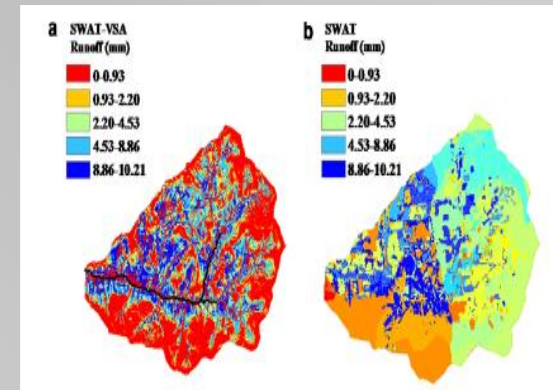 a SWAT-VSA
Runoff (mm)
0-0.93
0.93-2.20
2.20-4.53
4.53-8.86
8.86-10.21
b SWAT
Runoff (mm)
0-0.93
0.93-2.20
2.20-4.53
4.53-8.86
8.86-10.21